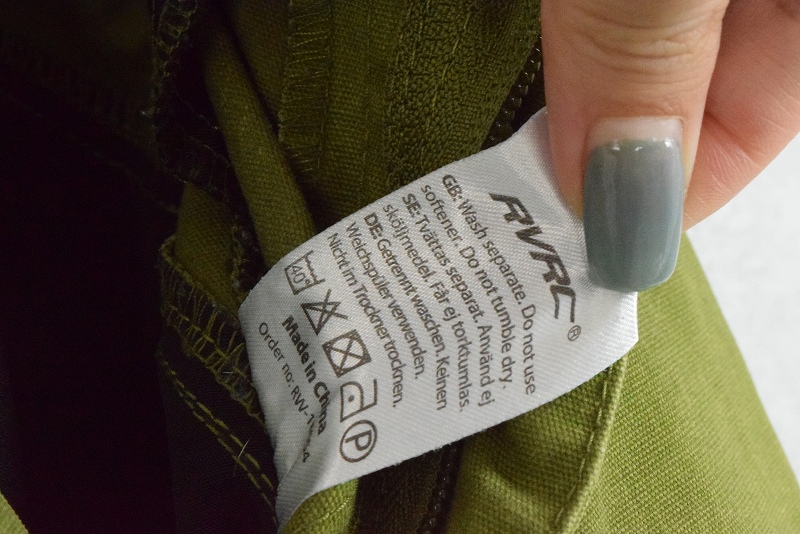 RVRC®
GB: Wash separate. Do not use
softener. Do not tumble dry.
SE: Tvättas separat. Använd ej
sköljmedel. Får ej torktumlas.
DE: Getrennt waschen. Keinen
Weichspüler verwenden.
Nicht im Trockner trocknen.
40° P
Made in China
Order no: RW-